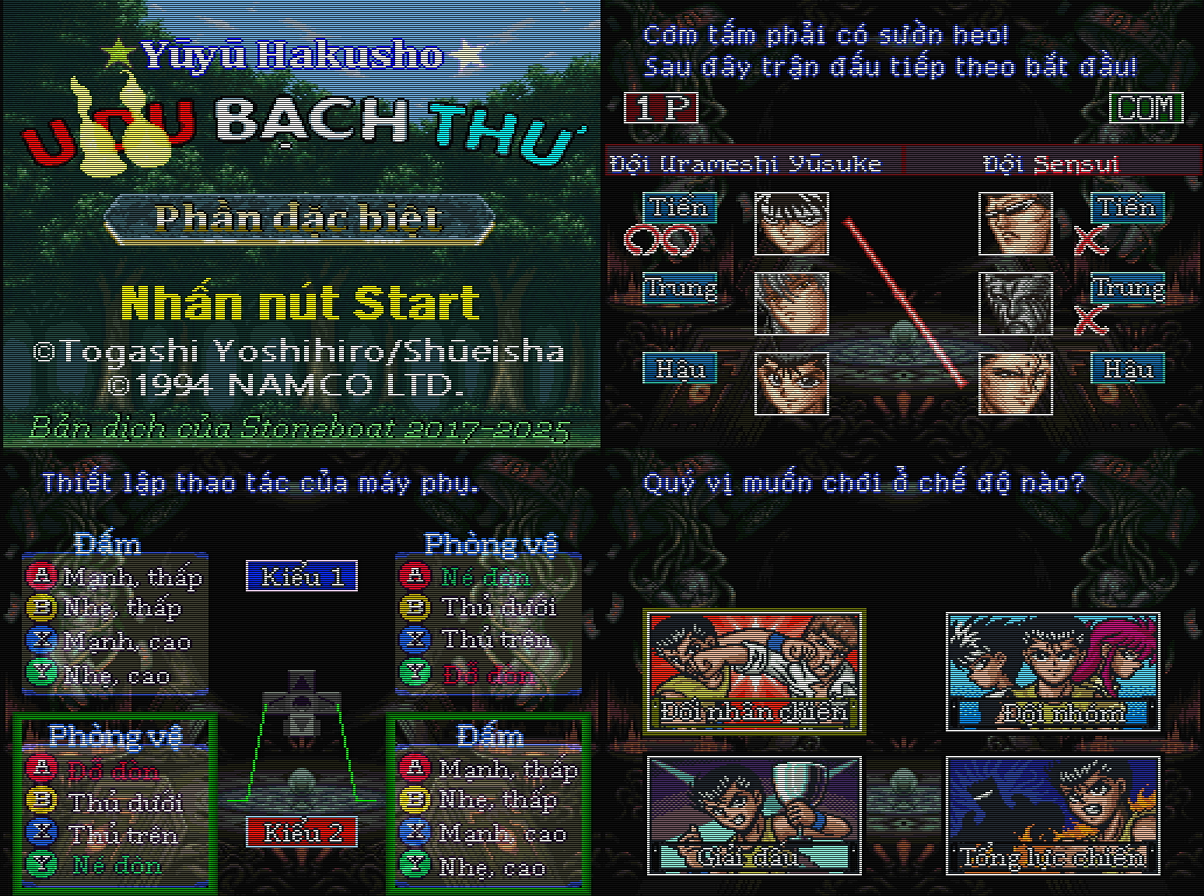 Yūyū Hakusho
U DU BẠCH THƯ
Phần đặc biệt
Nhấn nút Start
©Togashi Yoshihiro/Shūeisha
©1994 NAMCO LTD.
Bản dịch của Stoneboat 2017-2025
Cơm tấm phải có sườn heo!
Sau đây trận đấu tiếp theo bắt đầu!
1P
COM
Đội Urameshi Yūsuke
Đội Sensui
Tiến
Tiến
Trung
Trung
Hậu
Hậu
Thiết lập thao tác của máy phụ.
Đấm
A Mạnh, thấp
B Nhẹ, thấp
X Mạnh, cao
Y Nhẹ, cao
Kiểu 1
Phòng vệ
A Né đòn
B Thủ dưới
X Thủ trên
Y Đỡ đòn
Phòng vệ
A Đỡ đòn
B Thủ dưới
X Thủ trên
Y Né đòn
Kiểu 2
Đấm
A Mạnh, thấp
B Nhẹ, thấp
X Mạnh, cao
Y Nhẹ, cao
Quý vị muốn chơi ở chế độ nào?
Đối nhân chiến
Đội nhóm
Giải đấu
Tổng lực chiến